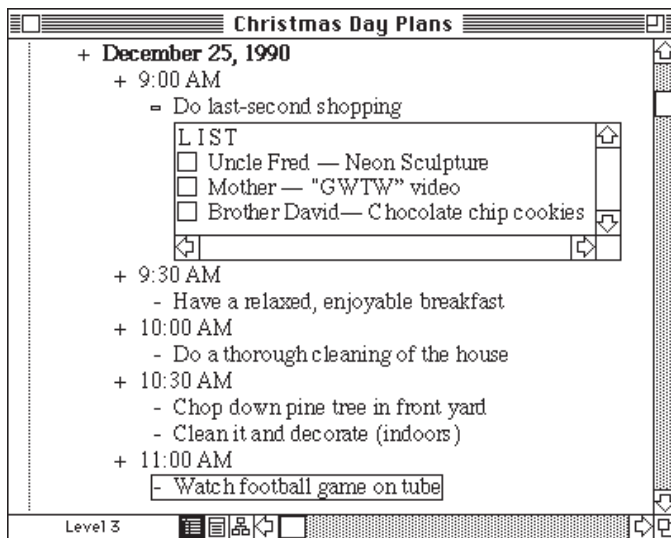 Christmas Day Plans
+ December 25, 1990
+ 9:00 AM
- Do last-second shopping
LIST
Uncle Fred — Neon Sculpture
Mother — "GWTW” video
Brother David— Chocolate chip cookies
+ 9:30 AM
- Have a relaxed, enjoyable breakfast
+ 10:00 AM
- Do a thorough cleaning of the house
+ 10:30 AM
- Chop down pine tree in front yard
- Clean it and decorate (indoors)
+ 11:00 AM
- Watch football game on tube
Level 3